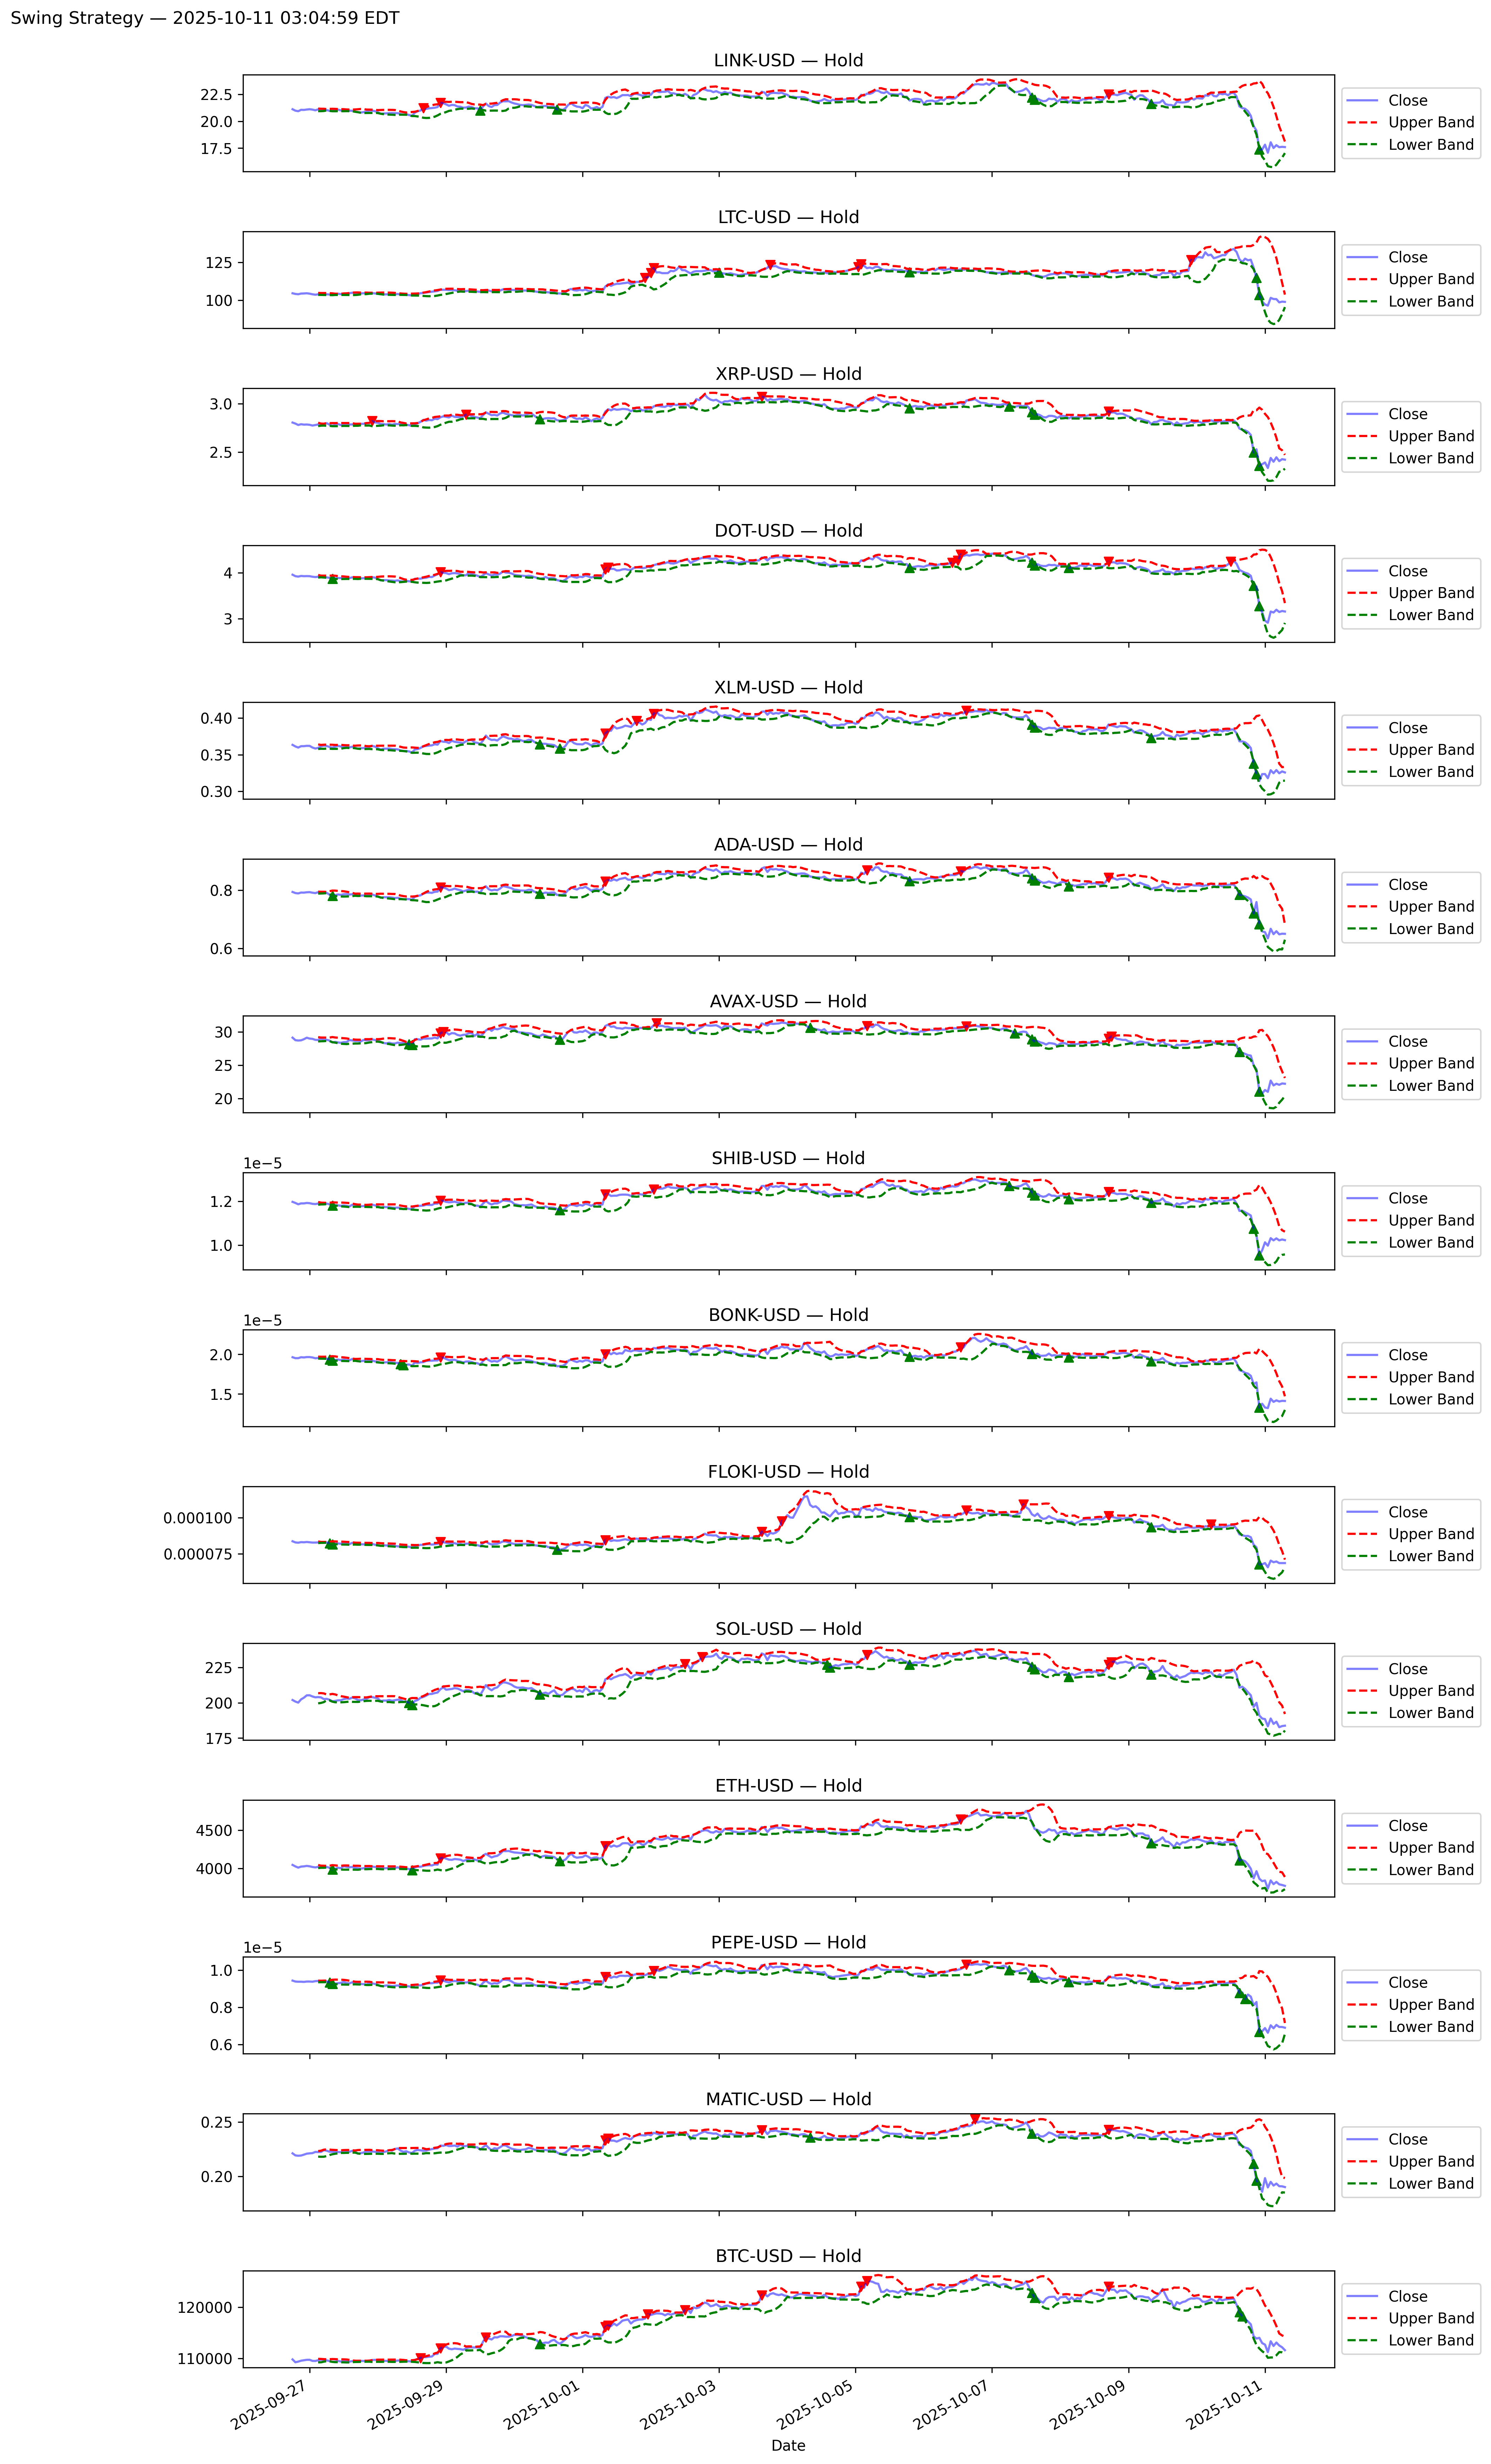 Swing Strategy — 2025-10-11 03:04:59 EDT
LINK-USD — Hold
22.5
20.0
17.5
Close
Upper Band
Lower Band
LTC-USD — Hold
125
100
Close
Upper Band
Lower Band
XRP-USD — Hold
3.0
2.5
Close
Upper Band
Lower Band
DOT-USD — Hold
4
3
Close
Upper Band
Lower Band
XLM-USD — Hold
0.40
0.35
0.30
Close
Upper Band
Lower Band
ADA-USD — Hold
0.8
0.6
Close
Upper Band
Lower Band
AVAX-USD — Hold
30
25
20
Close
Upper Band
Lower Band
SHIB-USD — Hold
1e−5
1.2
1.0
Close
Upper Band
Lower Band
BONK-USD — Hold
1e−5
2.0
1.5
Close
Upper Band
Lower Band
FLOKI-USD — Hold
0.000100
0.000075
Close
Upper Band
Lower Band
SOL-USD — Hold
225
200
175
Close
Upper Band
Lower Band
ETH-USD — Hold
4500
4000
Close
Upper Band
Lower Band
PEPE-USD — Hold
1e−5
1.0
0.8
0.6
Close
Upper Band
Lower Band
MATIC-USD — Hold
0.25
0.20
Close
Upper Band
Lower Band
BTC-USD — Hold
120000
110000
Close
Upper Band
Lower Band
2025-09-27
2025-09-29
2025-10-01
2025-10-03
2025-10-05
2025-10-07
2025-10-09
2025-10-11
Date